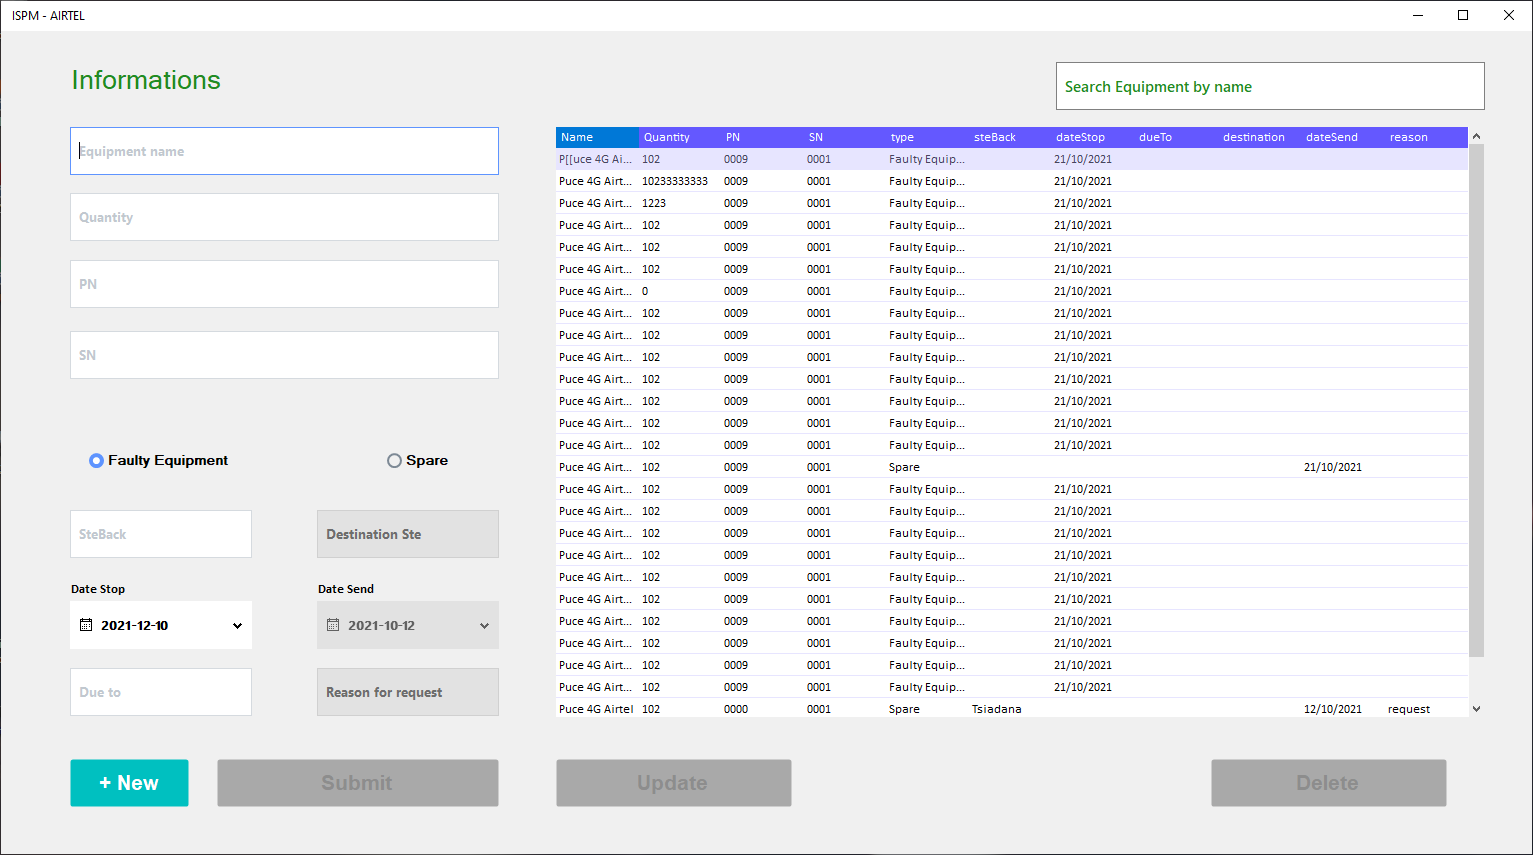 ISPM - AIRTEL
Informations
Search Equipment by name
Equipment name
Quantity
PN
SN
Faulty Equipment Spare
SteBack Destination Ste
Date Stop Date Send
2021-12-10 2021-10-12
Due to Reason for request
+ New Submit Update Delete
Name Quantity PN SN type steBack dateStop dueTo destination dateSend reason
P[[uce 4G Ai... 102 0009 0001 Faulty Equip... 21/10/2021
Puce 4G Airt... 10233333333 0009 0001 Faulty Equip... 21/10/2021
Puce 4G Airt... 1223 0009 0001 Faulty Equip... 21/10/2021
Puce 4G Airt... 102 0009 0001 Faulty Equip... 21/10/2021
Puce 4G Airt... 102 0009 0001 Faulty Equip... 21/10/2021
Puce 4G Airt... 102 0009 0001 Faulty Equip... 21/10/2021
Puce 4G Airt... 0 0009 0001 Faulty Equip... 21/10/2021
Puce 4G Airt... 102 0009 0001 Faulty Equip... 21/10/2021
Puce 4G Airt... 102 0009 0001 Faulty Equip... 21/10/2021
Puce 4G Airt... 102 0009 0001 Faulty Equip... 21/10/2021
Puce 4G Airt... 102 0009 0001 Faulty Equip... 21/10/2021
Puce 4G Airt... 102 0009 0001 Faulty Equip... 21/10/2021
Puce 4G Airt... 102 0009 0001 Faulty Equip... 21/10/2021
Puce 4G Airt... 102 0009 0001 Faulty Equip... 21/10/2021
Puce 4G Airt... 102 0009 0001 Spare 21/10/2021
Puce 4G Airt... 102 0009 0001 Faulty Equip... 21/10/2021
Puce 4G Airt... 102 0009 0001 Faulty Equip... 21/10/2021
Puce 4G Airt... 102 0009 0001 Faulty Equip... 21/10/2021
Puce 4G Airt... 102 0009 0001 Faulty Equip... 21/10/2021
Puce 4G Airt... 102 0009 0001 Faulty Equip... 21/10/2021
Puce 4G Airt... 102 0009 0001 Faulty Equip... 21/10/2021
Puce 4G Airt... 102 0009 0001 Faulty Equip... 21/10/2021
Puce 4G Airt... 102 0009 0001 Faulty Equip... 21/10/2021
Puce 4G Airt... 102 0009 0001 Faulty Equip... 21/10/2021
Puce 4G Airt... 102 0009 0001 Faulty Equip... 21/10/2021
Puce 4G Airtel 102 0000 0001 Spare Tsiadana 12/10/2021 request